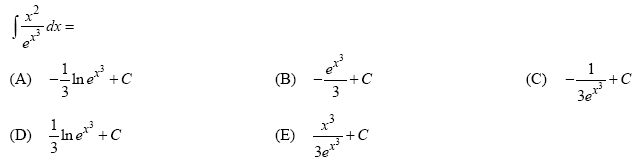 ∫ x²/e^(x³) dx =
(A) −1/3 ln e^(x³) + C (B) − e^(x³)/3 + C (C) − 1/(3e^(x³)) + C
(D) 1/3 ln e^(x³) + C (E) x³/(3e^(x³)) + C